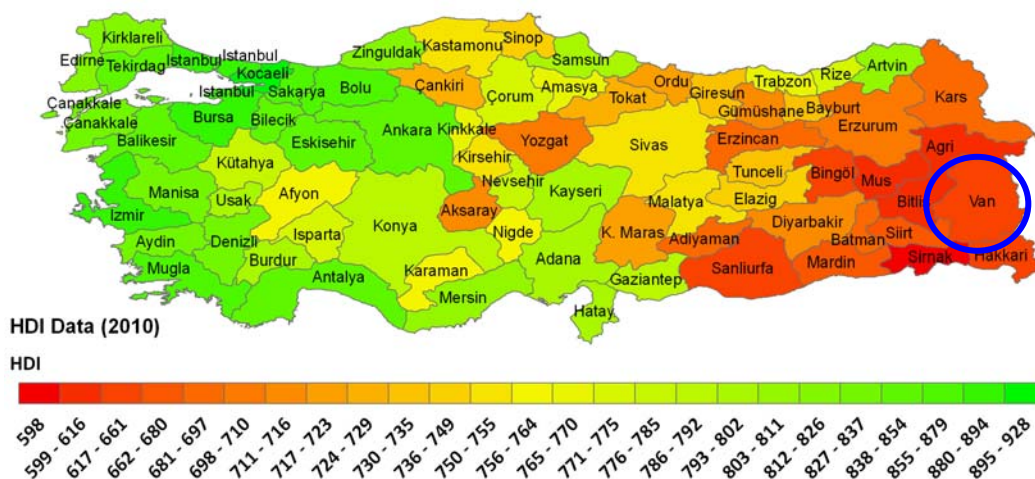 Kirklareli
Edirne
Tekirdag
Istanbul
Istanbul
Kocaeli
Istanbul
Sakarya
Bolu
Zinguldak
Kastamonu
Sinop
Samsun
Çankiri
Çorum
Amasya
Tokat
Ordu
Giresun
Trabzon
Rize
Artvin
Gümüshane
Bayburt
Kars
Erzurum
Agri
Çanakkale
Çanakkale
Balikesir
Bursa
Bilecik
Eskisehir
Ankara
Kinkkale
Yozgat
Sivas
Erzincan
Kirsehir
Tunceli
Bingöl
Mus
Bitlis
Van
Kütahya
Manisa
Usak
Afyon
Nevsehir
Kayseri
Malatya
Elazig
Izmir
Aksaray
Konya
Nigde
K. Maras
Diyarbakir
Siirt
Aydin
Denizli
Isparta
Burdur
Adiyaman
Batman
Sirnak
Hakkari
Mugla
Antalya
Karaman
Mersin
Adana
Gaziantep
Sanliurfa
Mardin
Hatay
HDI Data (2010)
HDI
598
599 - 616
617 - 661
662 - 680
681 - 697
698 - 710
711 - 716
717 - 723
724 - 729
730 - 735
736 - 749
750 - 755
756 - 764
765 - 770
771 - 775
776 - 785
786 - 792
793 - 802
803 - 811
812 - 826
827 - 837
838 - 854
855 - 879
880 - 894
895 - 928